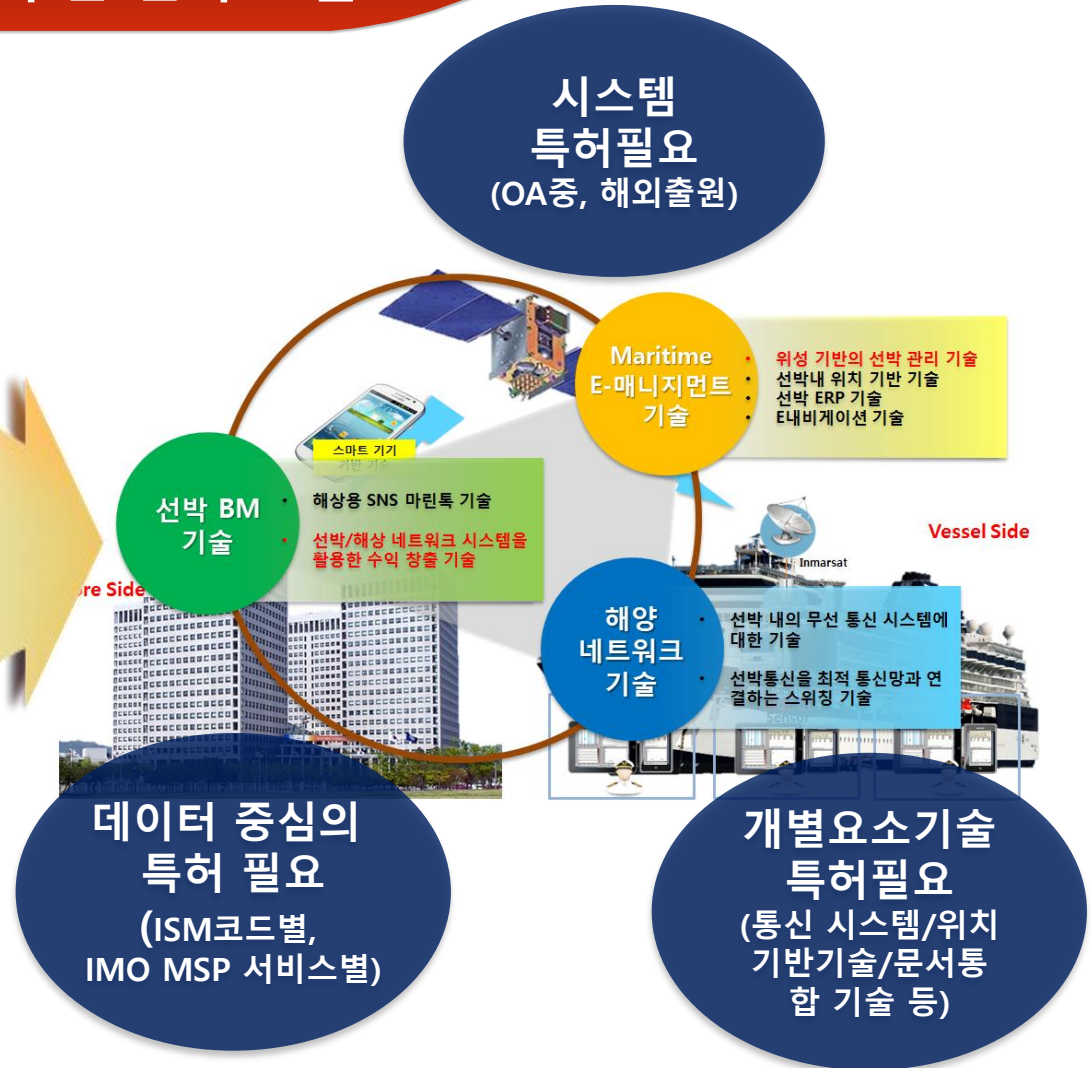 시스템
특허필요
(OA중, 해외출원)
Maritime
E-매니지먼트
기술
• 위성 기반의 선박 관리 기술
• 선박내 위치 기반 기술
• 선박 ERP 기술
• E내비게이션 기술
스마트 기기
기반 기술
선박 BM
기술
• 해상용 SNS 마린톡 기술
• 선박/해상 네트워크 시스템을
활용한 수익 창출 기술
Vessel Side
Inmarsat
Side
해양
네트워크
기술
• 선박 내의 무선 통신 시스템에
대한 기술
• 선박통신을 최적 통신망과 연
결하는 스위칭 기술
Sensor
데이터 중심의
특허 필요
(ISM코드별,
IMO MSP 서비스별)
개별요소기술
특허필요
(통신 시스템/위치
기반기술/문서통
합 기술 등)